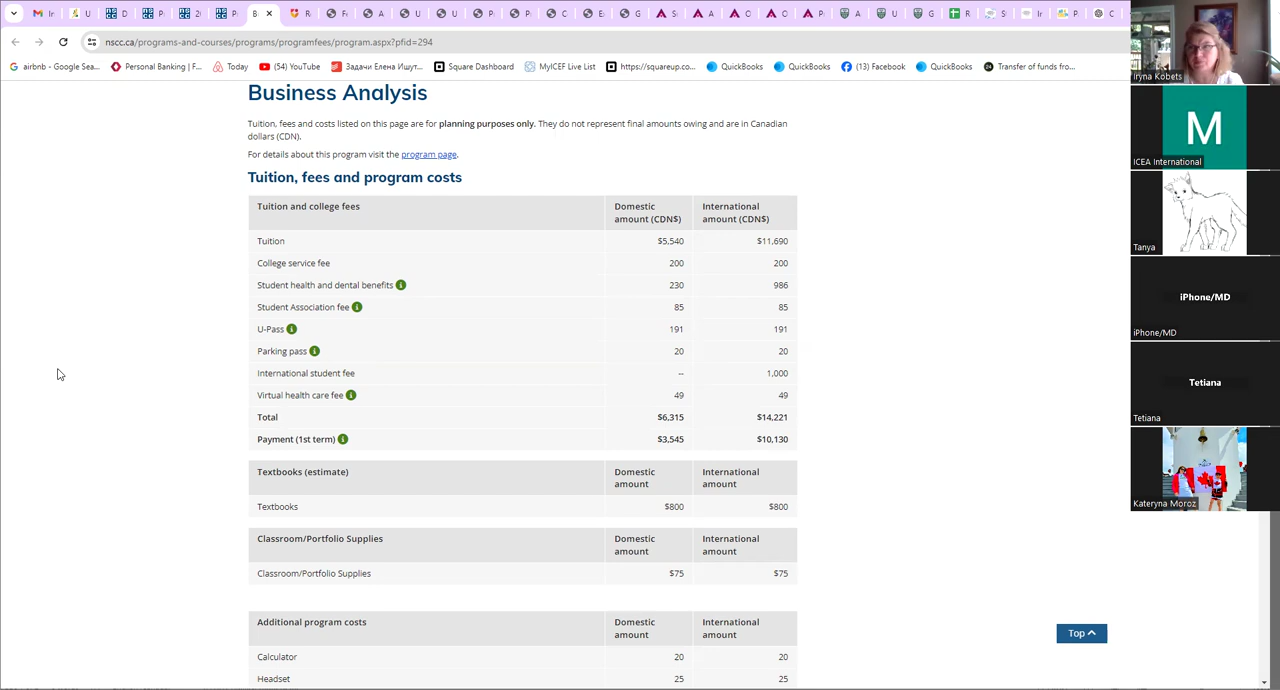 nscc.ca/programs-and-courses/programs/programfees/program.aspx?pfid=294
airbnb - Google Sea...
Personal Banking | F...
Today
(54) YouTube
Задачи Елена Ишут...
Square Dashboa
MyICEF Live List
https://squareup.co...
QuickBooks
QuickBooks
(13) Facebook
QuickBooks
Transfer of funds fro...
Business Analysis
Tuition, fees and costs listed on this page are for planning purposes only. They do not represent final amounts owing and are in Canadian
dollars (CDN).
For details about this program visit the program page.
Tuition, fees and program costs
Tuition and college fees Domestic amount (CDN$) International amount (CDN$)
Tuition $5,540 $11,690
College service fee 200 200
Student health and dental benefits 230 986
Student Association fee 85 85
U-Pass 191 191
Parking pass 20 20
International student fee -- 1,000
Virtual health care fee 49 49
Total $6,315 $14,221
Payment (1st term) $3,545 $10,130
Textbooks (estimate) Domestic amount International amount
Textbooks $800 $800
Classroom/Portfolio Supplies Domestic amount International amount
Classroom/Portfolio Supplies $75 $75
Additional program costs Domestic amount International amount
Calculator 20 20
Headset 25 25
Top
Iryna Kobets
M
ICEA International
Tanya
iPhone/MD
iPhone/MD
Tetiana
Tetiana
Kateryna Moroz